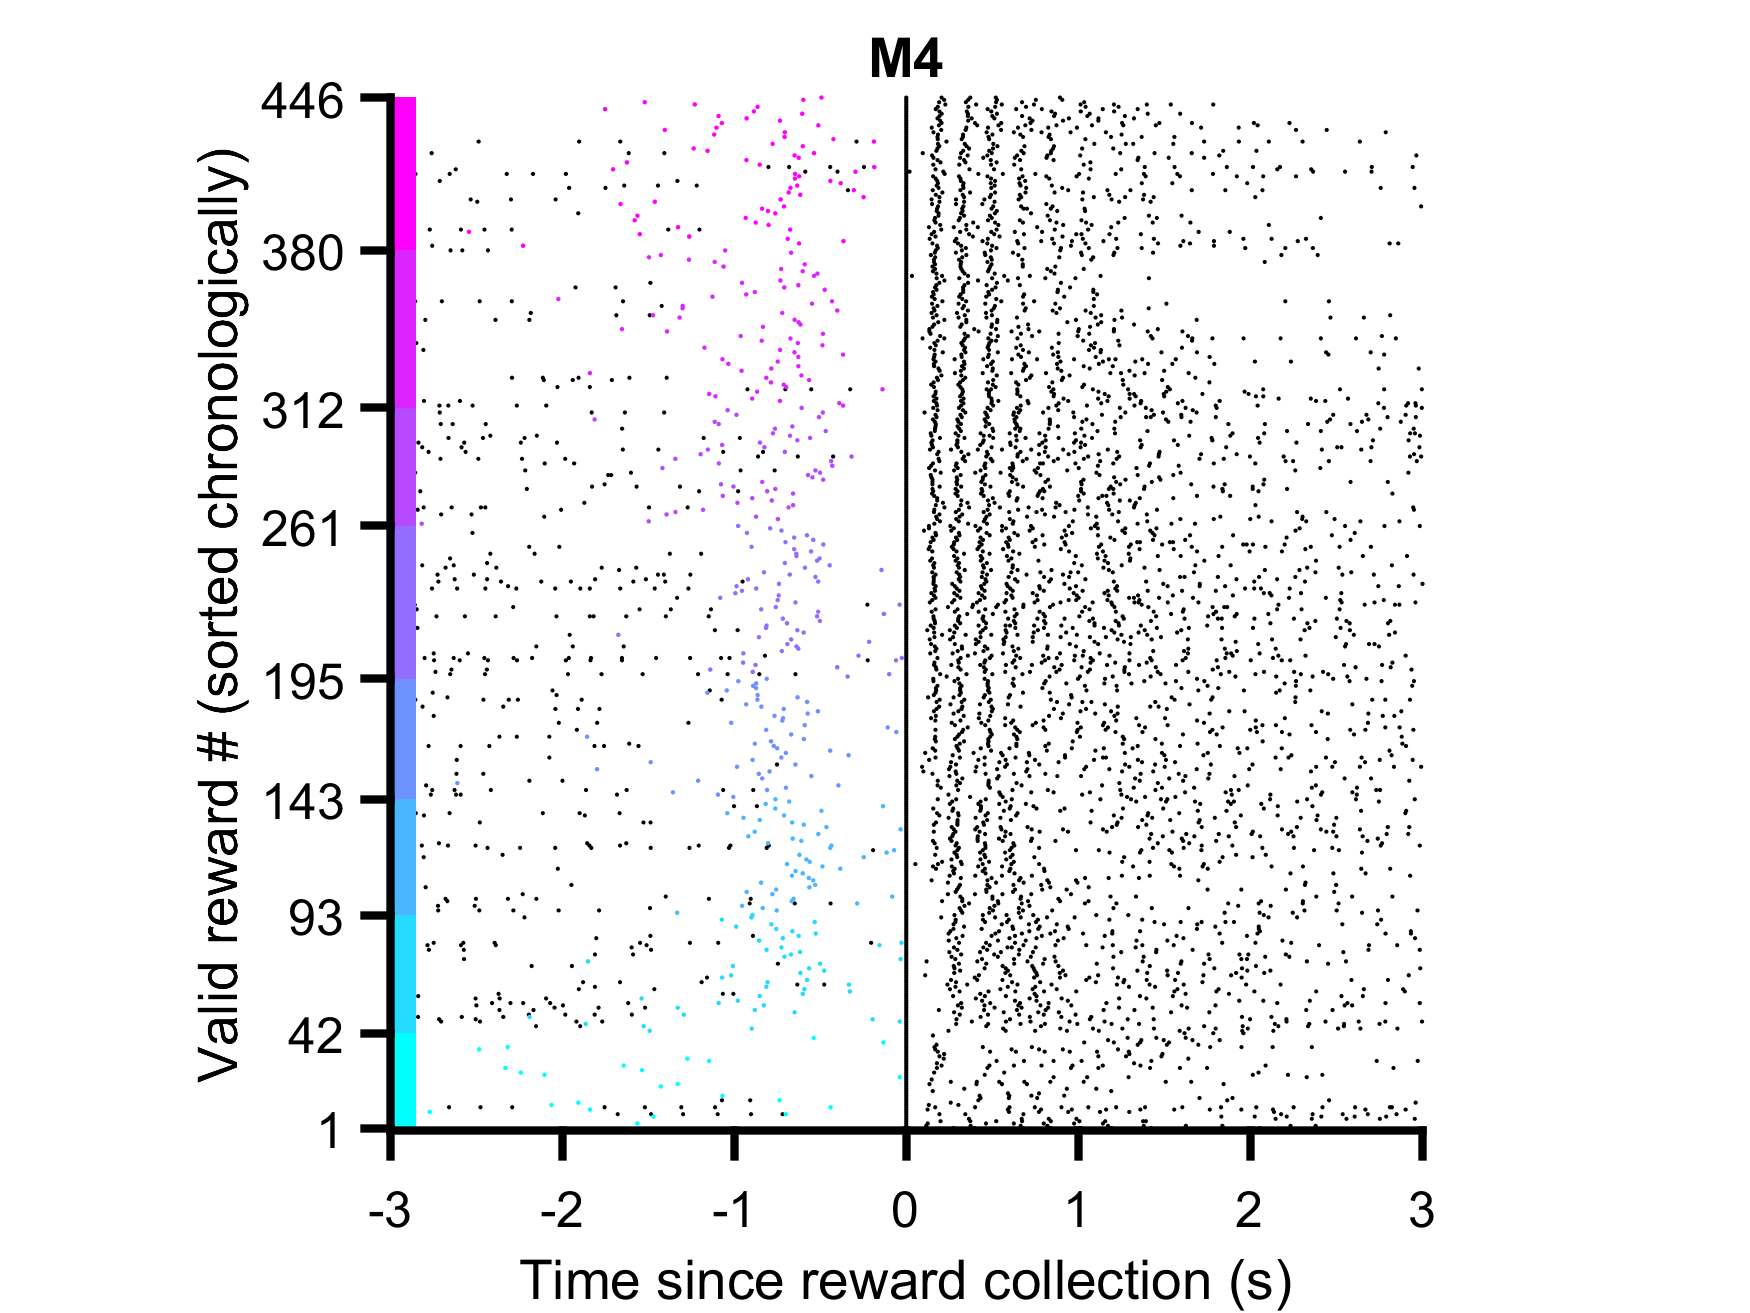 M4
Valid reward # (sorted chronologically)
446
380
312
261
195
143
93
42
1
-3 -2 -1 0 1 2 3
Time since reward collection (s)